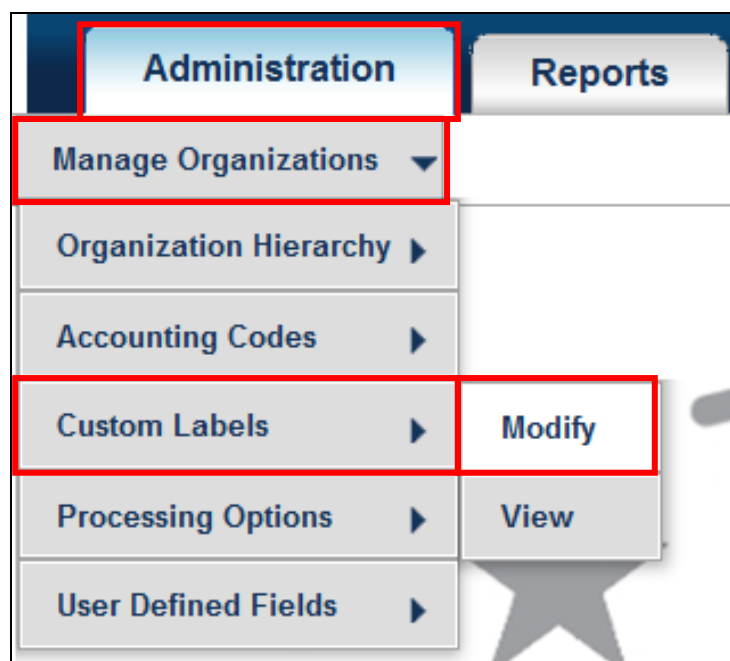 Administration
Reports
Manage Organizations
Organization Hierarchy
Accounting Codes
Custom Labels
Modify
Processing Options
View
User Defined Fields